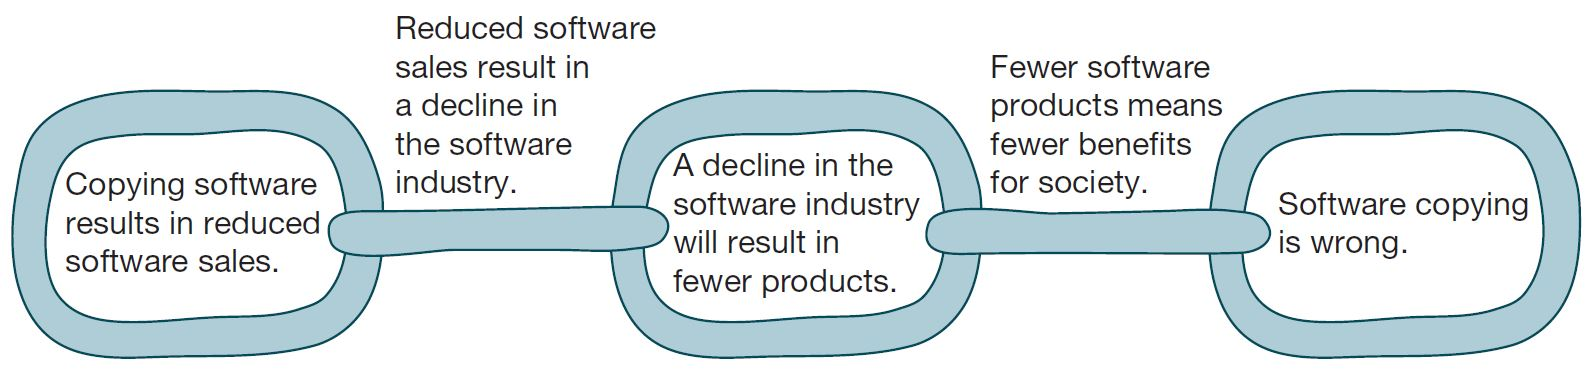 Copying software
results in reduced
software sales.
Reduced software
sales result in
a decline in
the software
industry.
A decline in the
software industry
will result in
fewer products.
Fewer software
products means
fewer benefits
for society.
Software copying
is wrong.